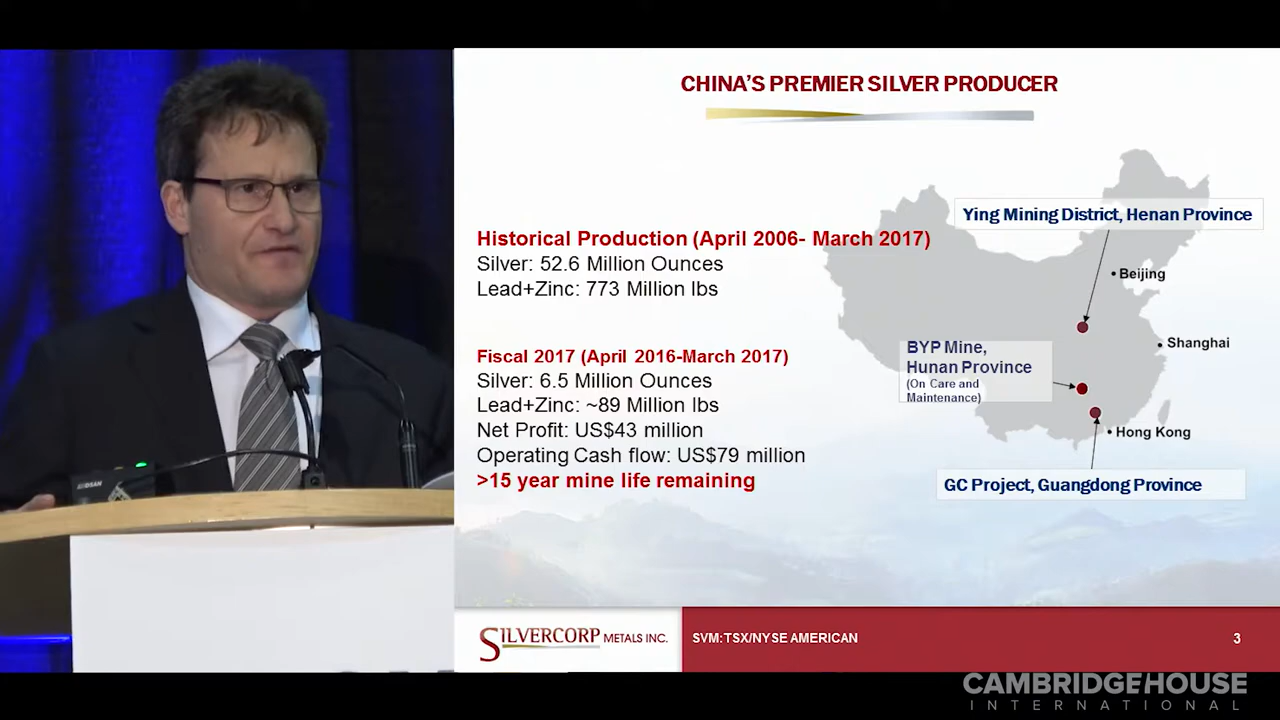 CHINA'S PREMIER SILVER PRODUCER
Historical Production (April 2006- March 2017)
Silver: 52.6 Million Ounces
Lead+Zinc: 773 Million lbs
Fiscal 2017 (April 2016-March 2017)
Silver: 6.5 Million Ounces
Lead+Zinc: ~89 Million lbs
Net Profit: US$43 million
Operating Cash flow: US$79 million
>15 year mine life remaining
Ying Mining District, Henan Province
Beijing
Shanghai
BYP Mine,
Hunan Province
(On Care and
Maintenance)
Hong Kong
GC Project, Guangdong Province
SILVERCORP METALS INC.
SVM:TSX/NYSE AMERICAN
3
CAMBRIDGEHOUSE
INTERNATIONAL